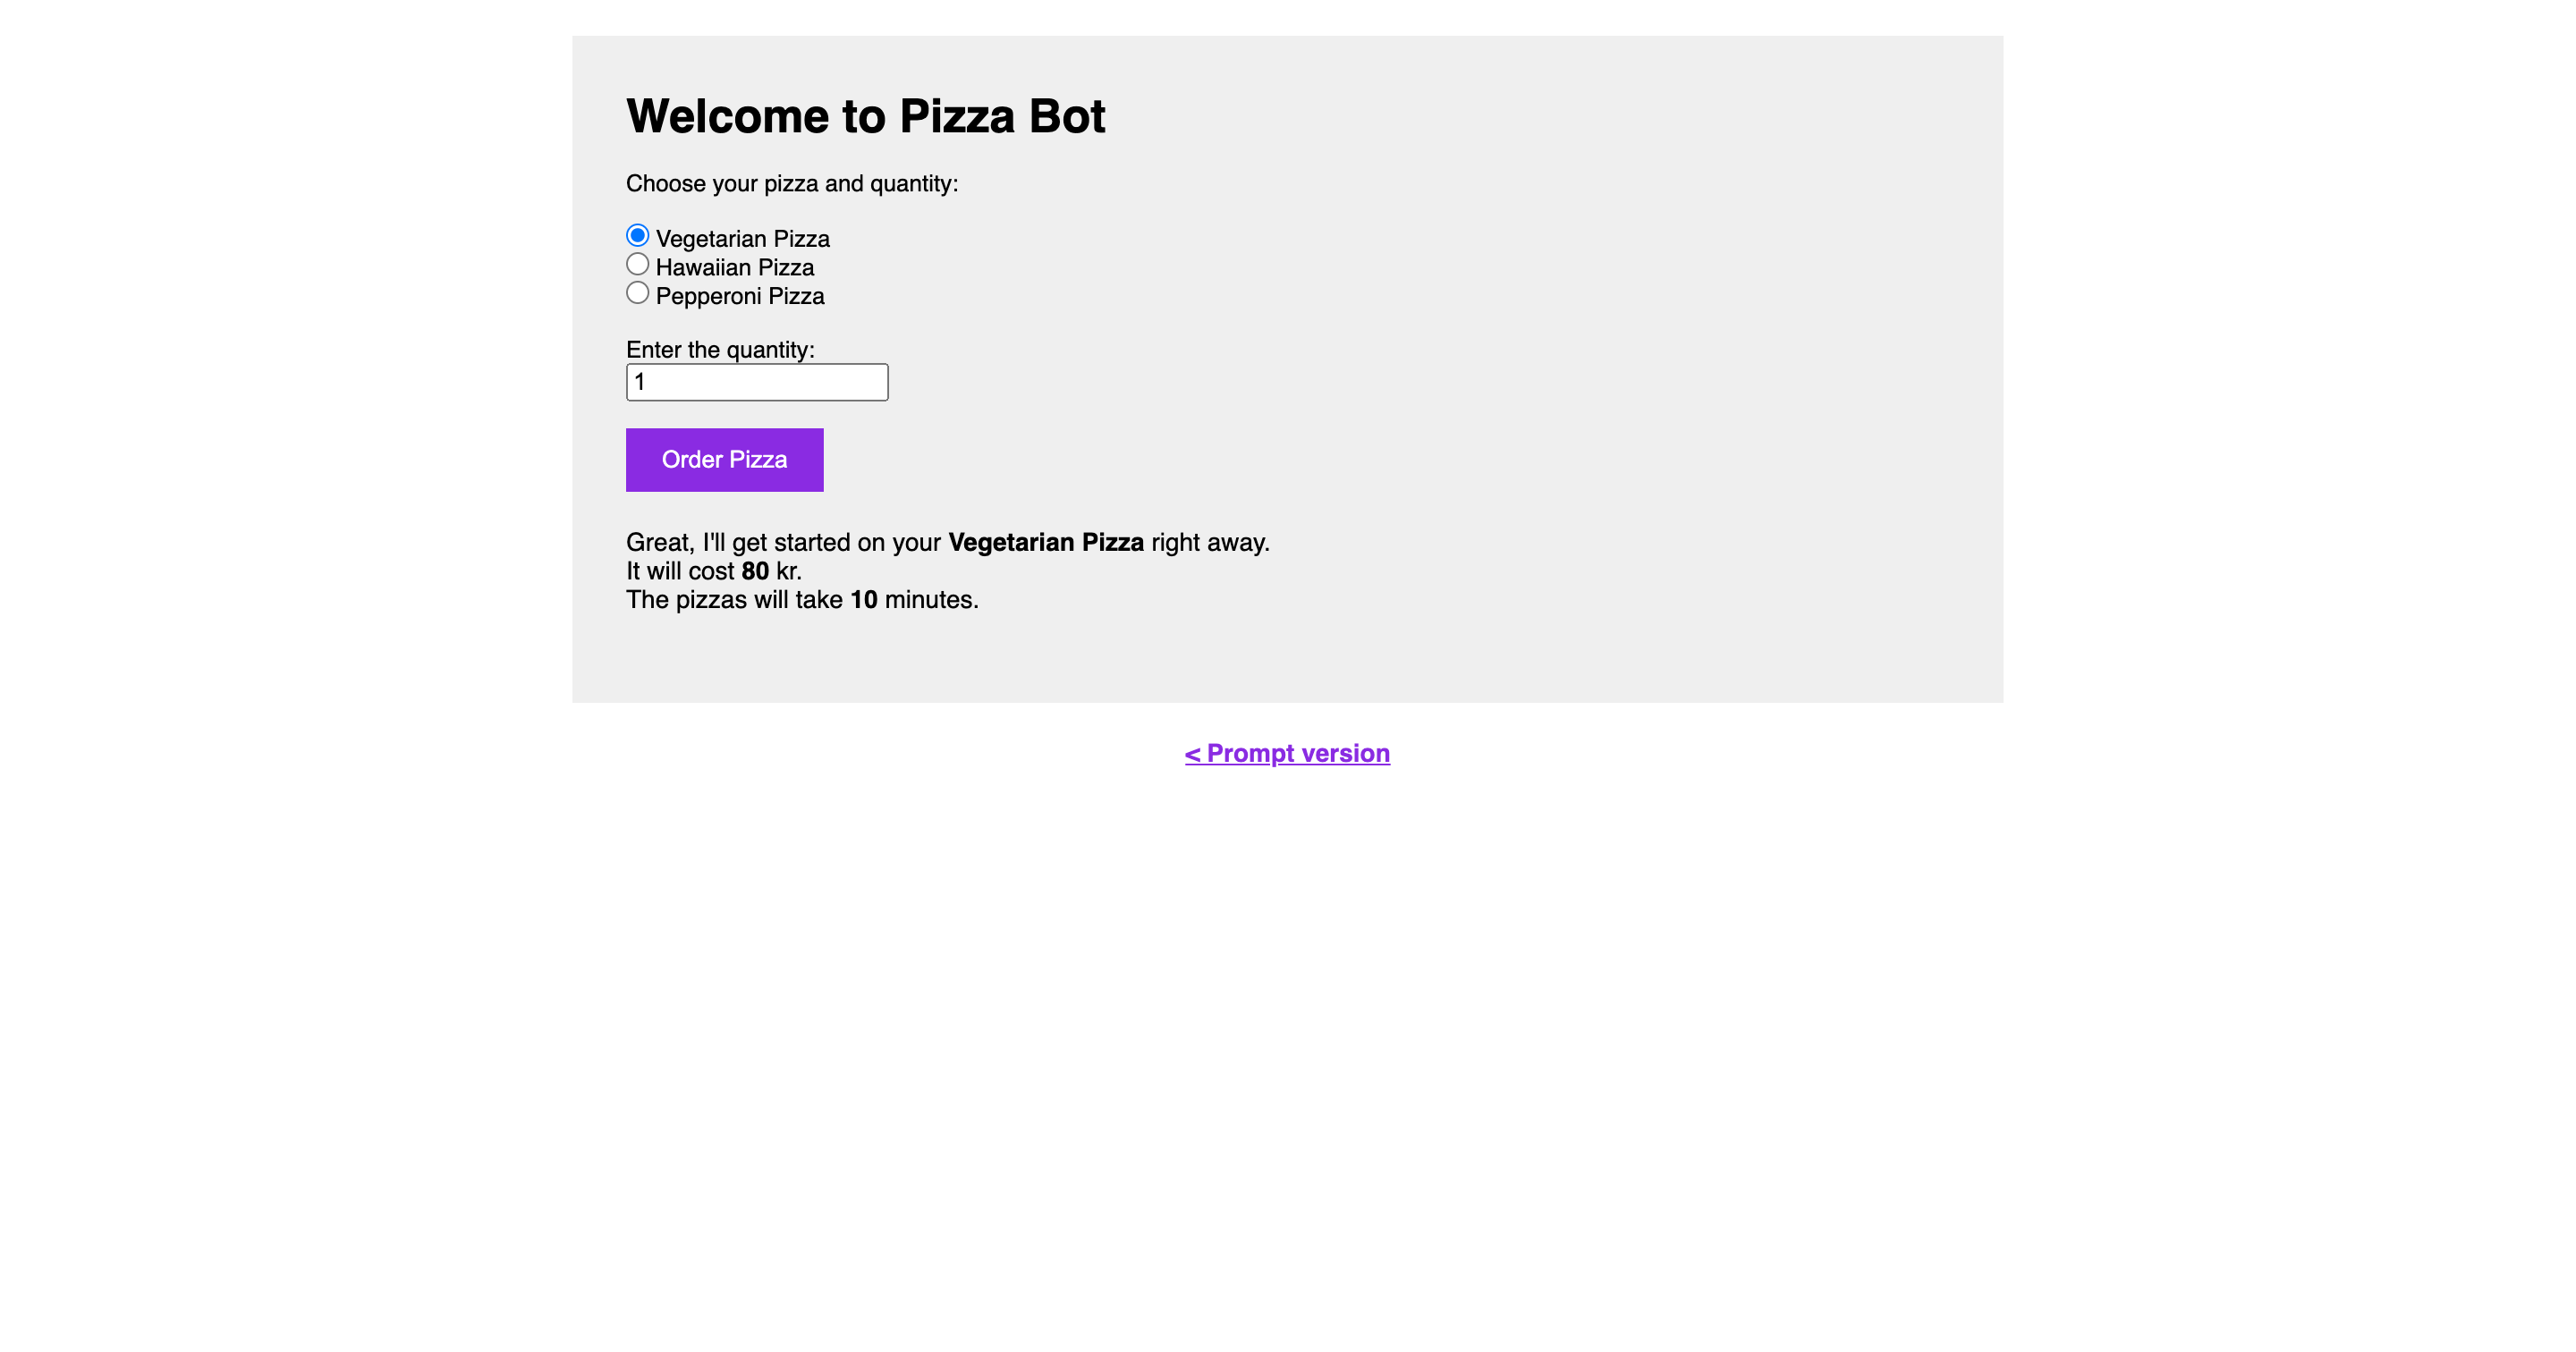 Welcome to Pizza Bot
Choose your pizza and quantity:
Vegetarian Pizza
Hawaiian Pizza
Pepperoni Pizza
Enter the quantity:
1
Order Pizza
Great, I'll get started on your Vegetarian Pizza right away.
It will cost 80 kr.
The pizzas will take 10 minutes.
< Prompt version